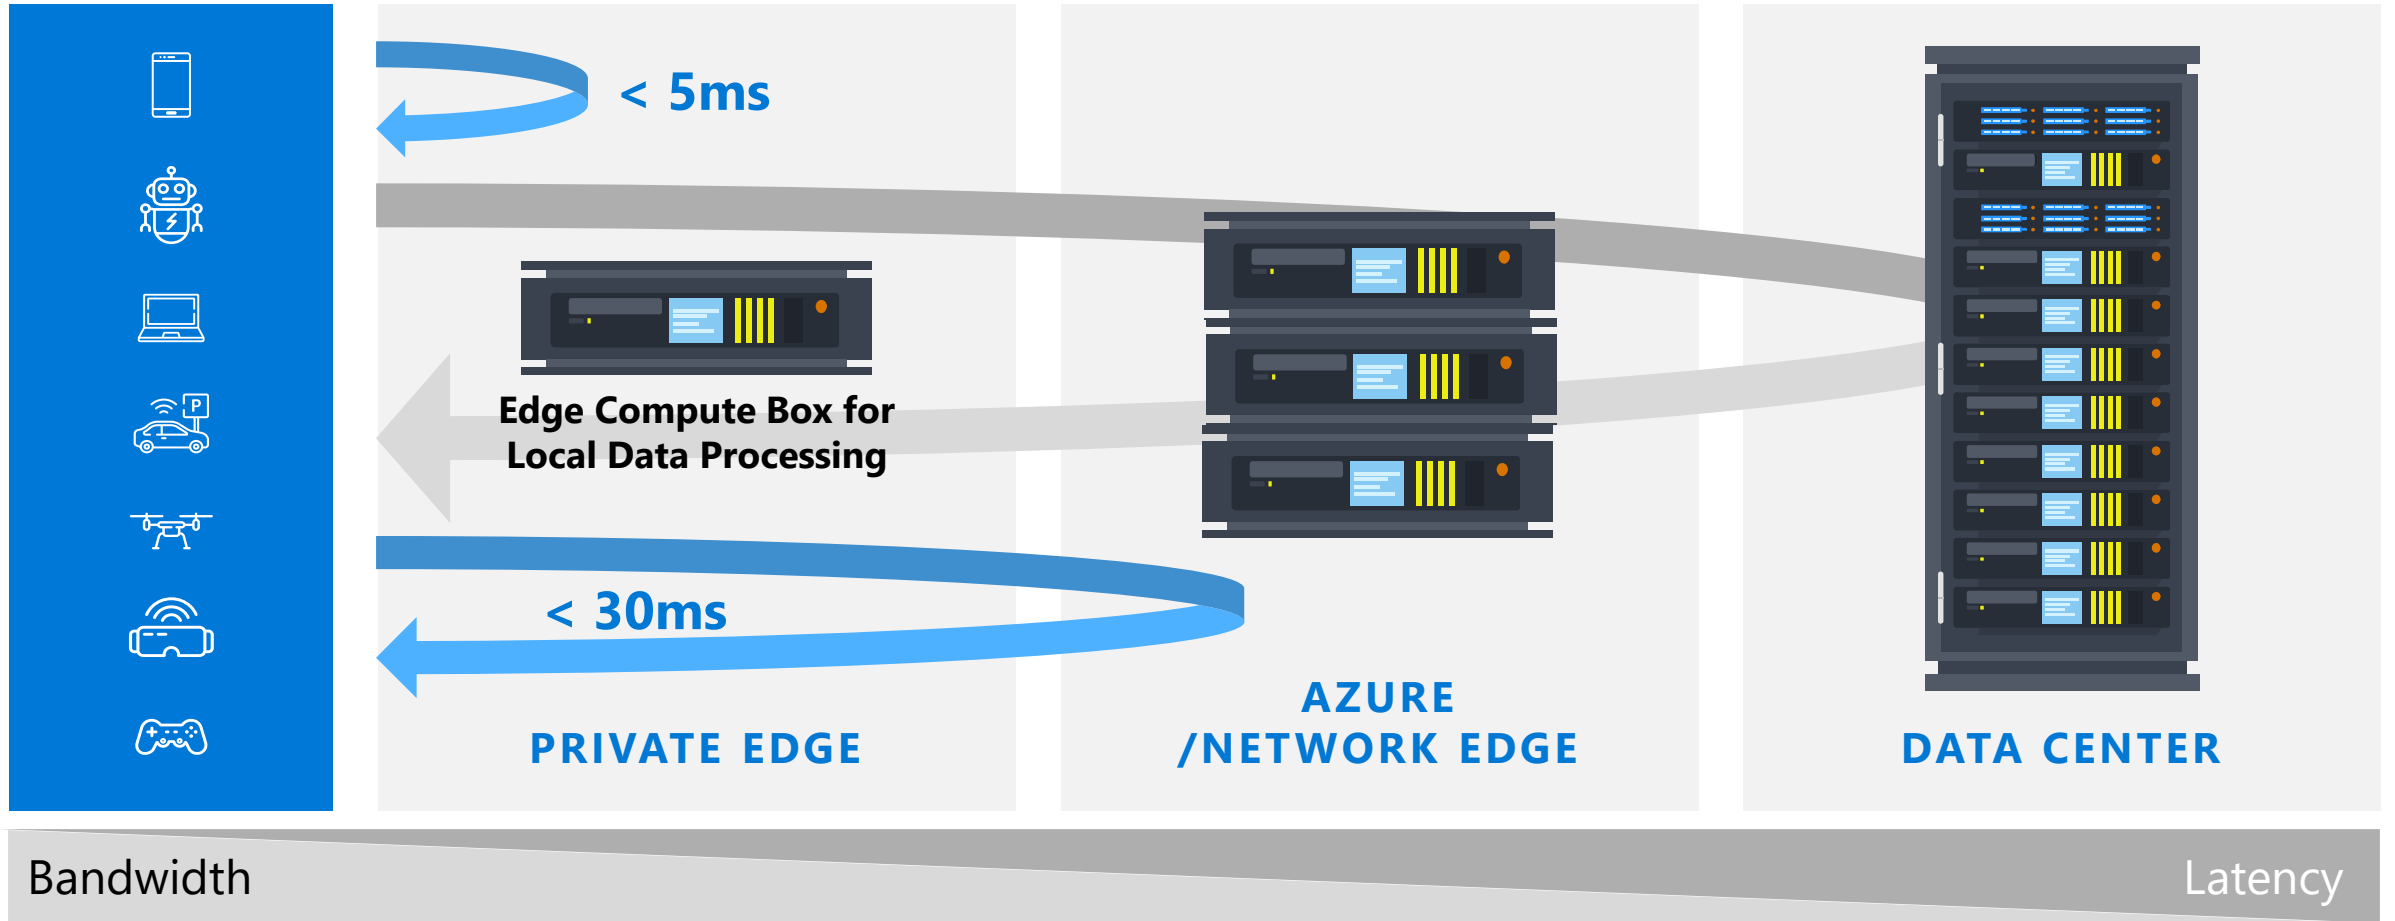 < 5ms
P
Edge Compute Box for
Local Data Processing
< 30ms
PRIVATE EDGE
AZURE
/NETWORK EDGE
DATA CENTER
Bandwidth
Latency